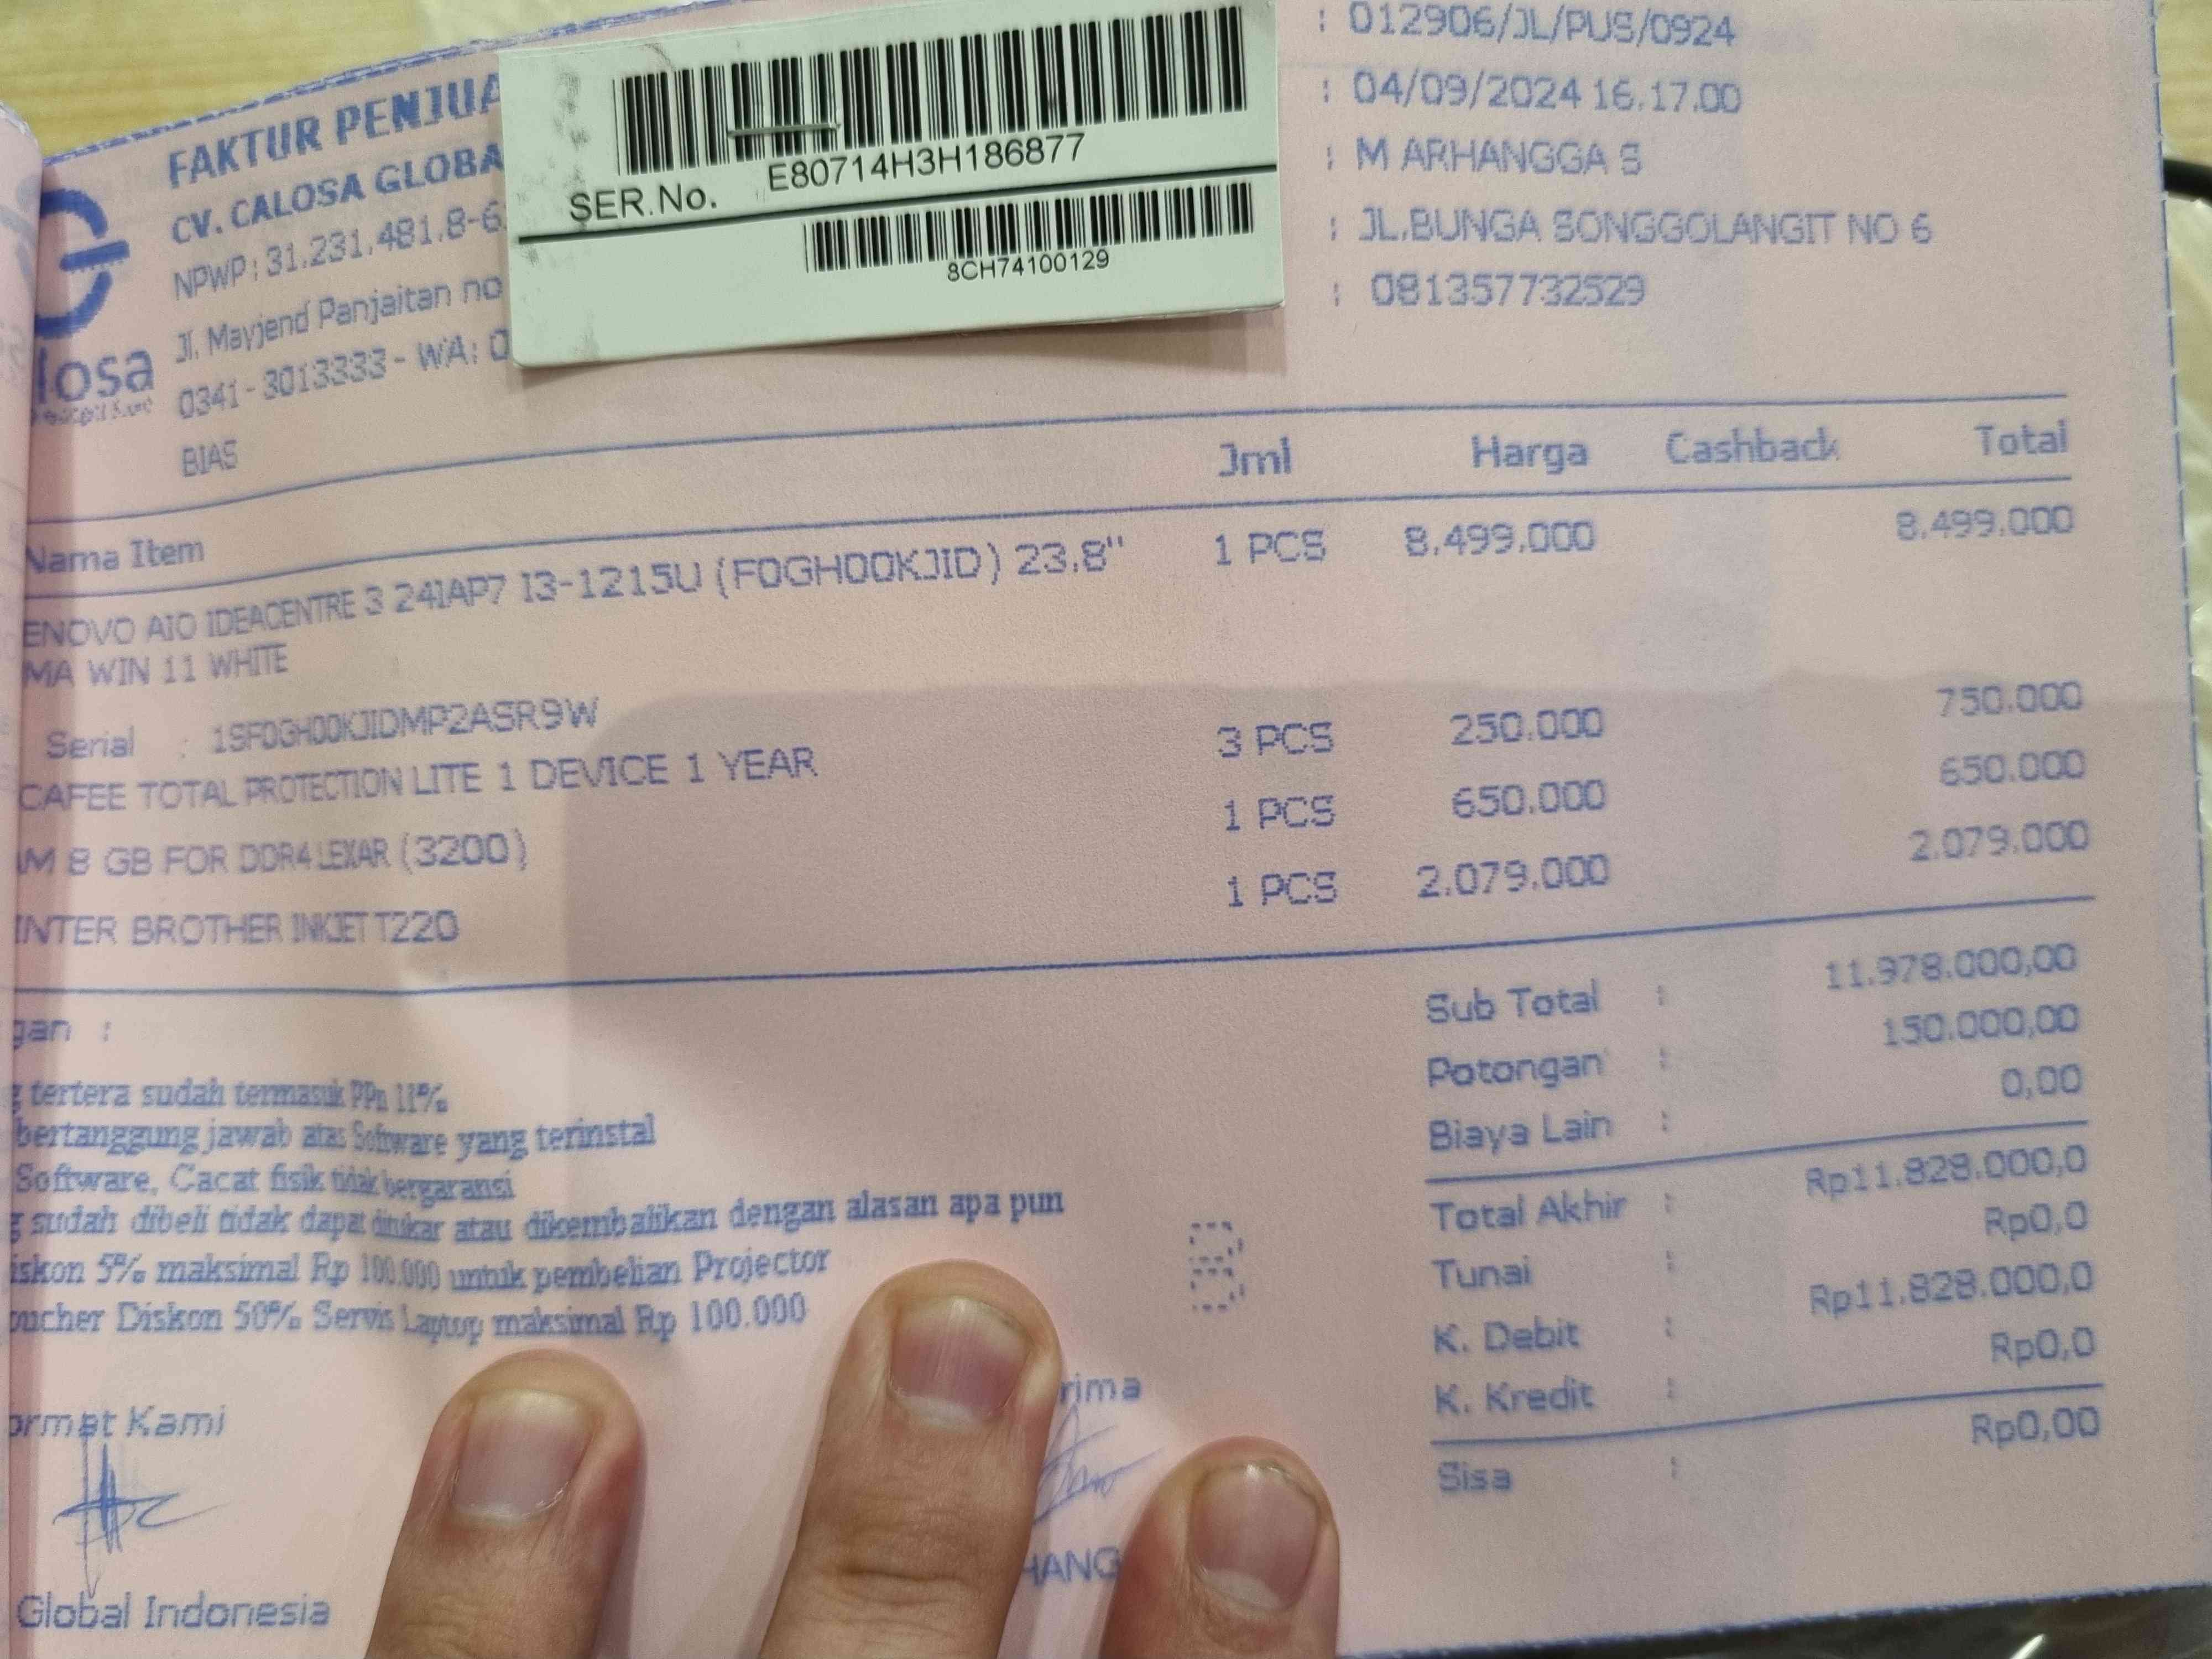 FAKTUR PENJUA
CV. CALOSA GLOBA
NPWP : 31.231.481.8-6
Jl. Mayjend Panjaitan no
0341 - 3013333 - WA : 0
BIAS
losa
SER.No. E80714H3H186877
8CH74100129
: 012906/JL/PUS/0924
: 04/09/2024 16.17.00
: M ARHANGGA S
: JL.BUNGA SONGGOLANGIT NO 6
: 081357732529
Nama Item Jml Harga Cashback Total
ENOVO AIO IDEACENTRE 3 24IAP7 I3-1215U (F0GH00KJID) 23.8" 1 PCS 8.499.000 8.499.000
MA WIN 11 WHITE
Serial : 1SF0GH00KJIDMP2ASR9W
CAFEE TOTAL PROTECTION LITE 1 DEVICE 1 YEAR 3 PCS 250.000 750.000
AM 8 GB FOR DDR4 LEXAR (3200) 1 PCS 650.000 650.000
INTER BROTHER INKJET T220 1 PCS 2.079.000 2.079.000
Sub Total : 11.978.000,00
Potongan : 150.000,00
Biaya Lain : 0,00
Total Akhir : Rp11.828.000,0
Tunai : Rp0,0
K. Debit : Rp11.828.000,0
K. Kredit : Rp0,0
Sisa : Rp0,00
gan :
g tertera sudah termasuk PPn 11%
bertanggung jawab atas Software yang terinstal
Software, Cacat fisik tidak bergaransi
g sudah dibeli tidak dapat ditukar atau dikembalikan dengan alasan apa pun
iskon 5% maksimal Rp 100.000 untuk pembelian Projector
oucher Diskon 50% Servis Laptop maksimal Rp 100.000
ormat Kami
rima
HANG
Global Indonesia